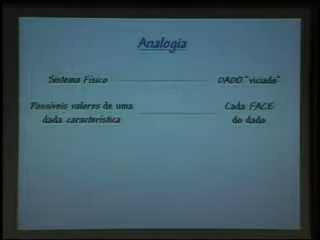 Analogia
Sistema Físico DADO "viciado"
Possíveis valores de uma Cada FACE
dada característica do dado